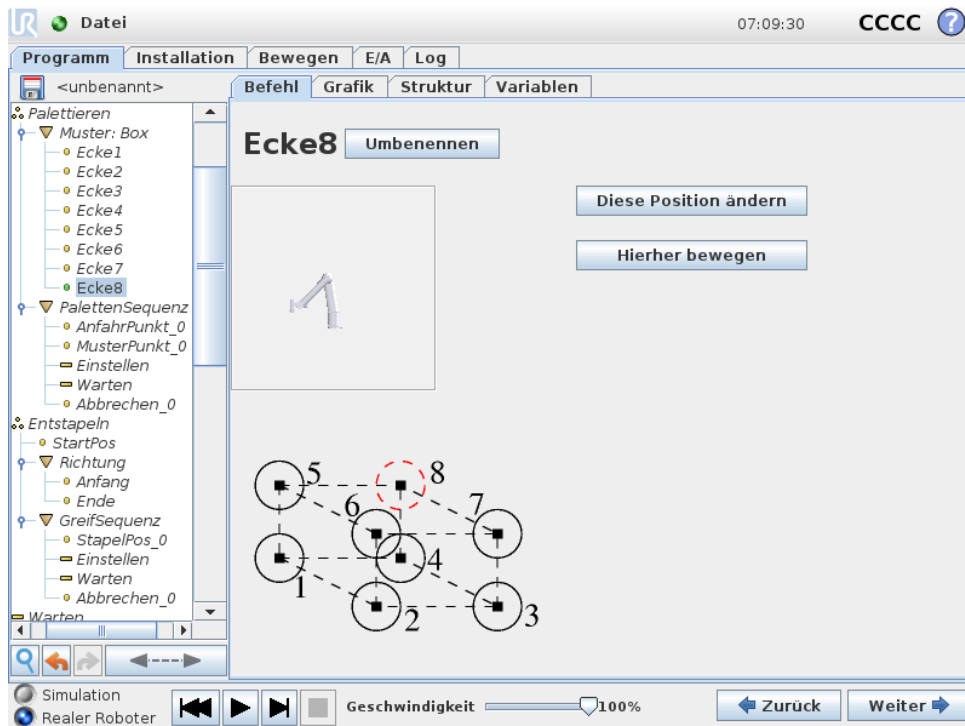 UR Datei 07:09:30 CCCC ?
Programm Installation Bewegen E/A Log
<unbenannt> Befehl Grafik Struktur Variablen
Palettieren
Muster: Box
Ecke1
Ecke2
Ecke3
Ecke4
Ecke5
Ecke6
Ecke7
Ecke8
PalettenSequenz
AnfahrPunkt_0
MusterPunkt_0
Einstellen
Warten
Abbrechen_0
Entstapeln
StartPos
Richtung
Anfang
Ende
GreifSequenz
StapelPos_0
Einstellen
Warten
Abbrechen_0
Warten
Ecke8 Umbenennen
Diese Position ändern
Hierher bewegen
5 8
6 7
1 4
2 3
Simulation
Realer Roboter
Geschwindigkeit 100%
Zurück Weiter